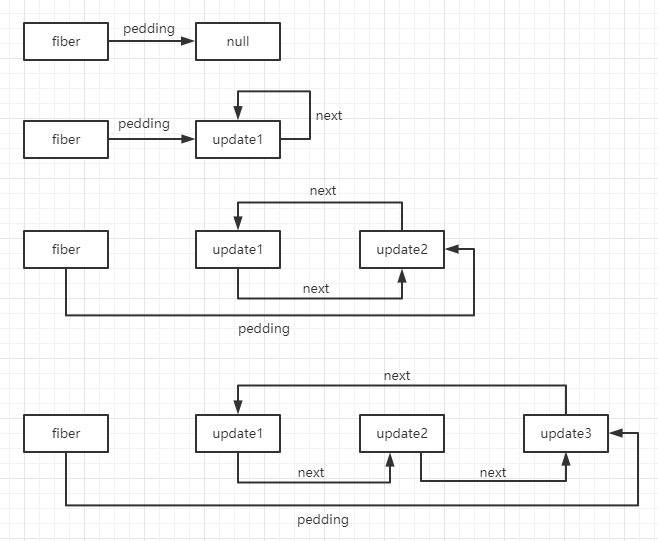 pedding
fiber
null
pedding
next
fiber
update1
next
fiber
update1
update2
next
pedding
next
fiber
update1
update2
update3
next
next
pedding